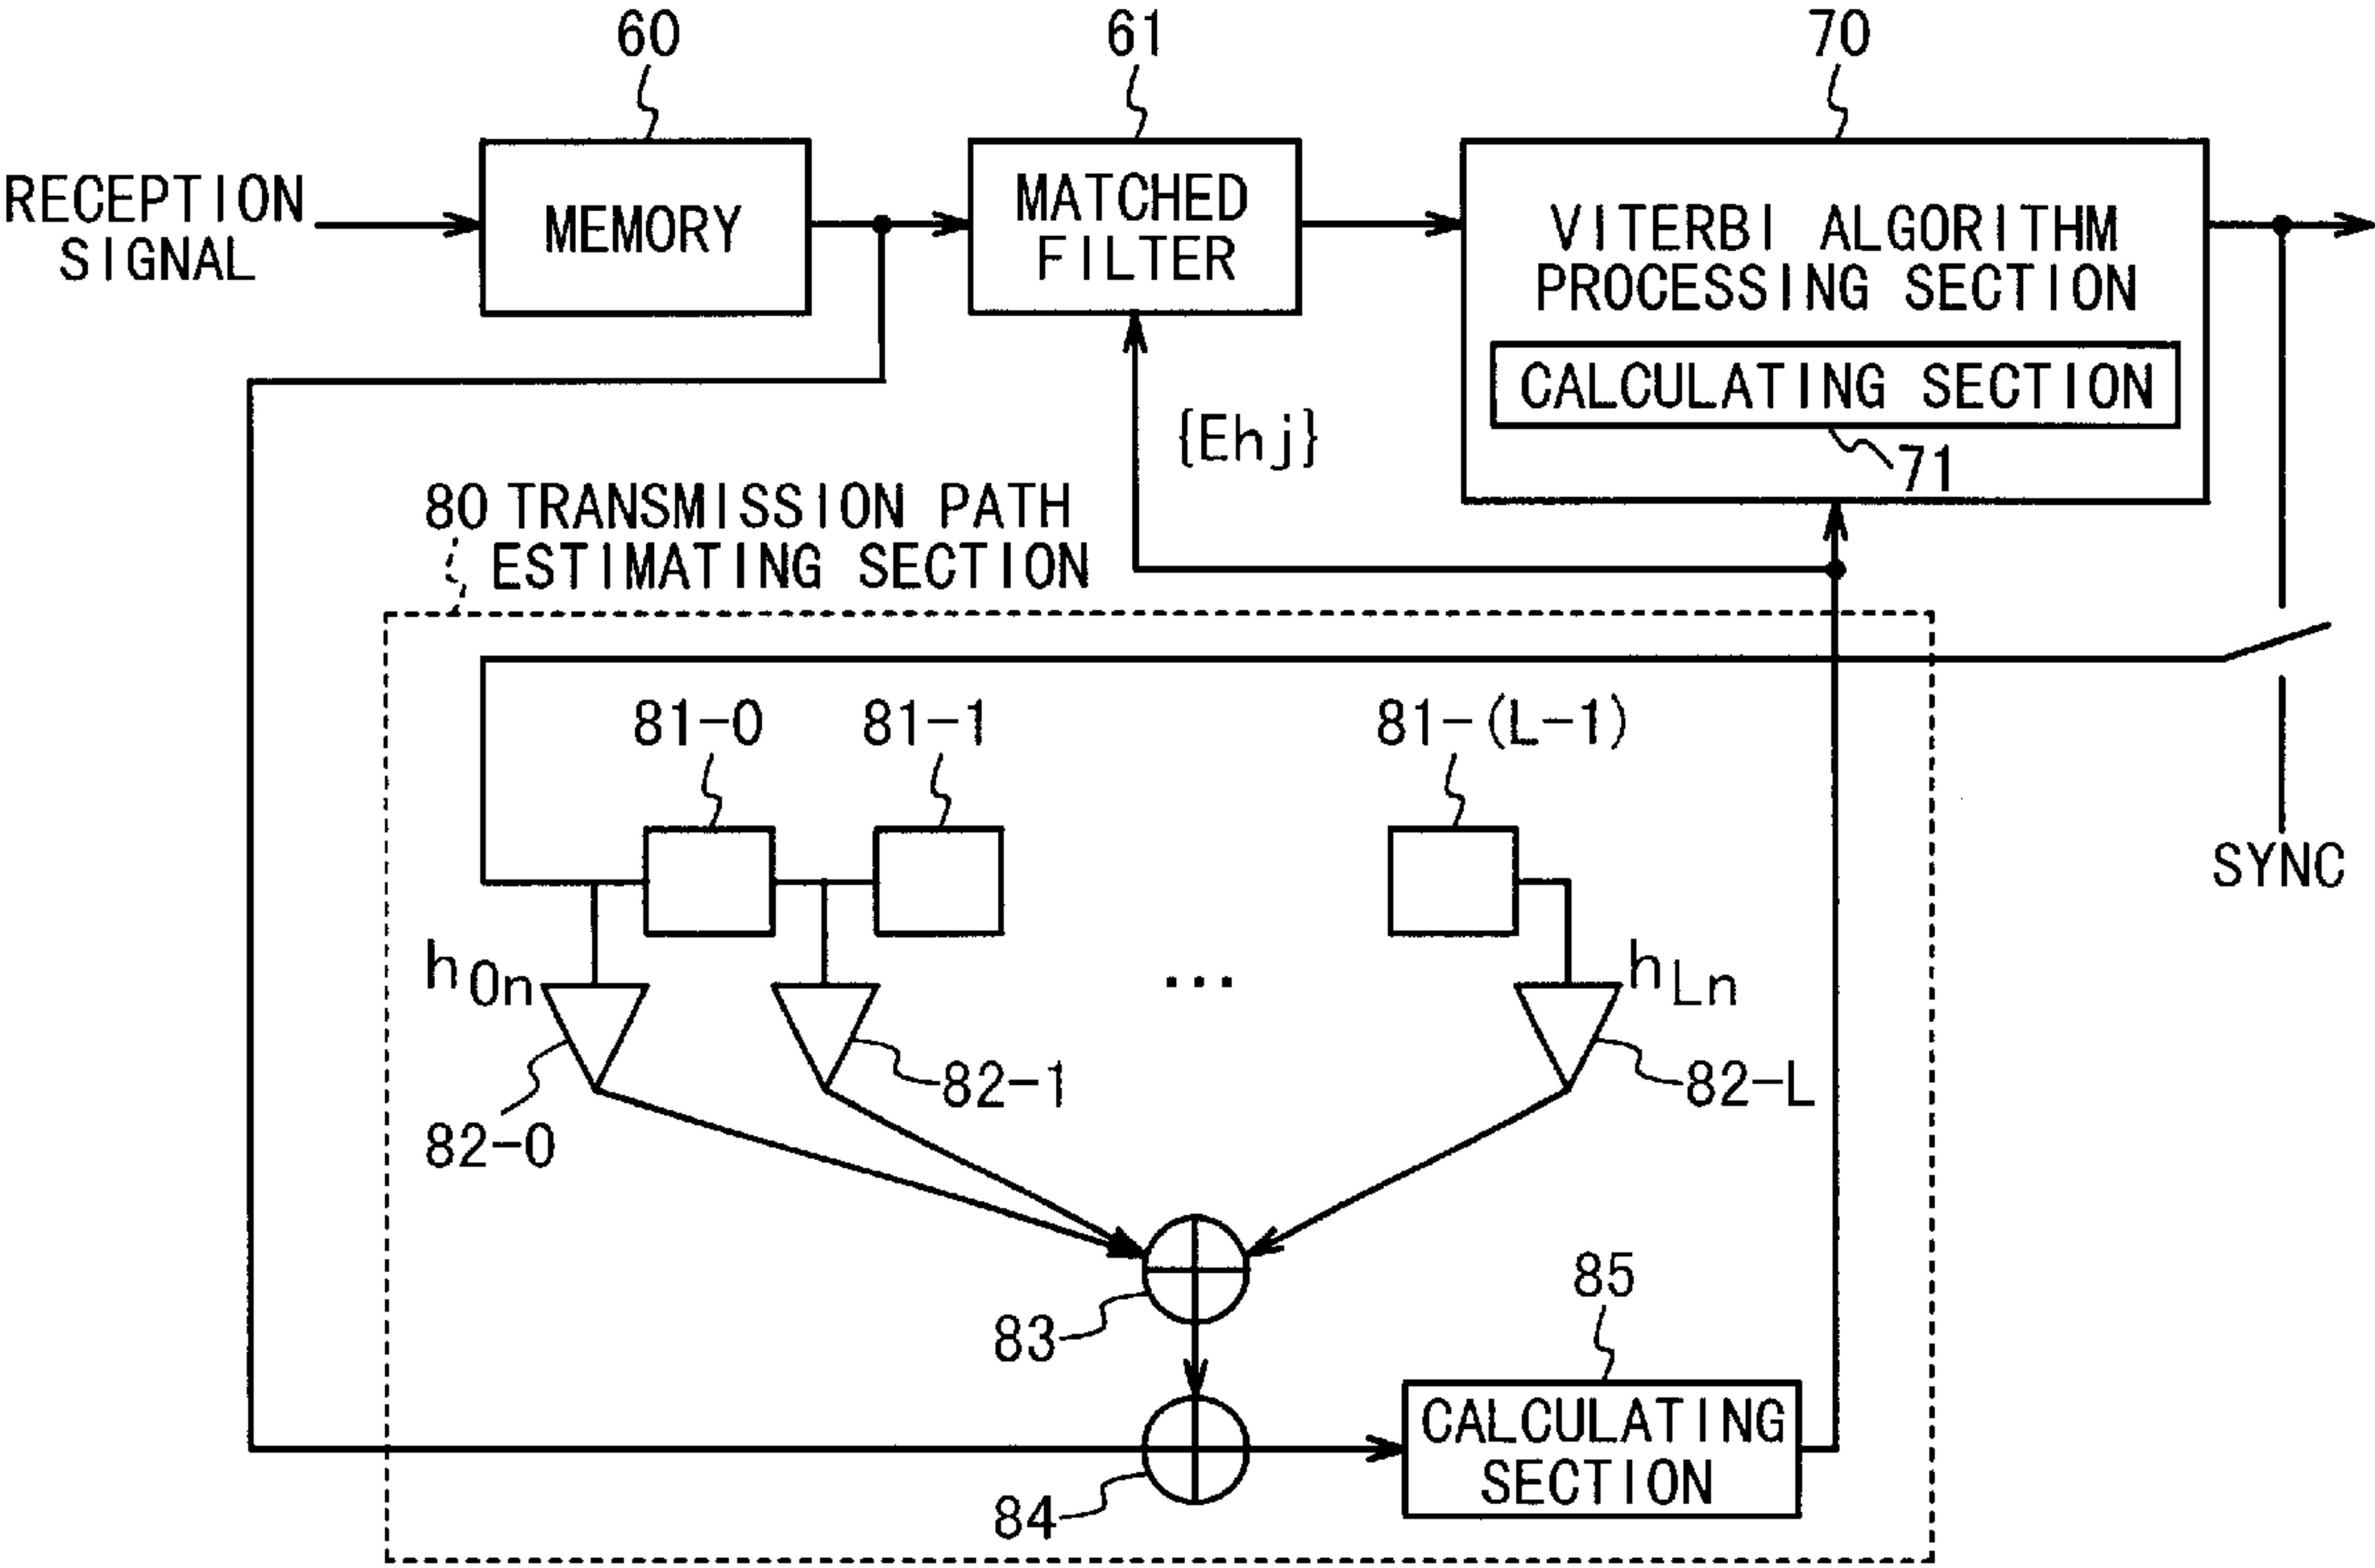 60
61
70
RECEPTION
SIGNAL
MEMORY
MATCHED
FILTER
VITERBI ALGORITHM
PROCESSING SECTION
CALCULATING SECTION
71
{Ehj}
80 TRANSMISSION PATH
ESTIMATING SECTION
81-0
81-1
81-(L-1)
SYNC
h0n
...
hLn
82-0
82-1
82-L
83
85
CALCULATING
SECTION
84